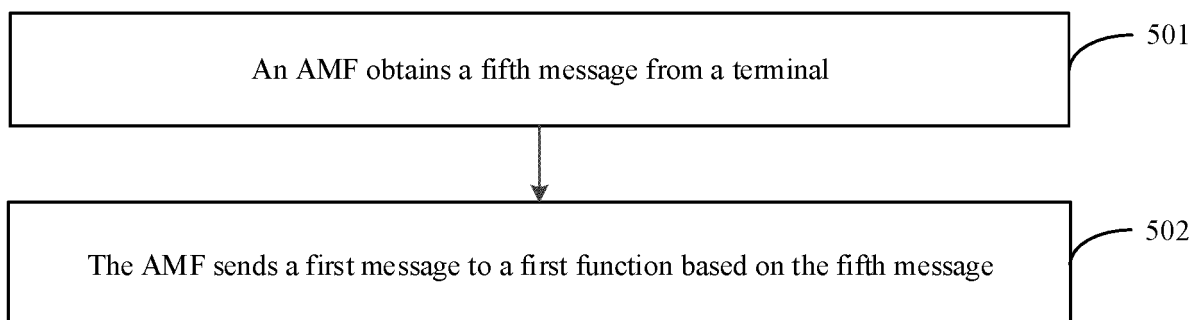 An AMF obtains a fifth message from a terminal
501
The AMF sends a first message to a first function based on the fifth message
502